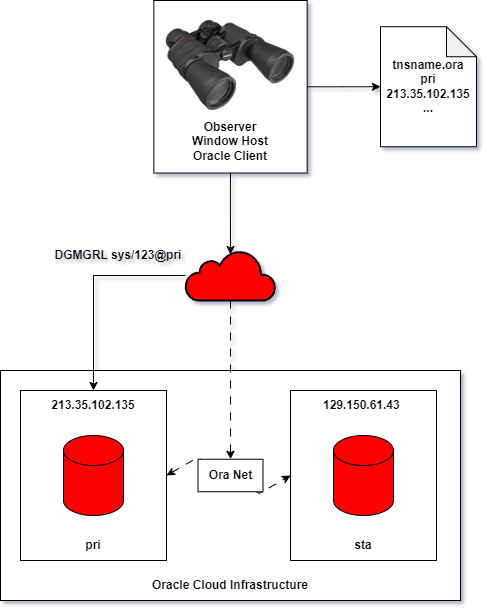 tnsname.ora
pri
213.35.102.135
...
Observer
Window Host
Oracle Client
DGMGRL sys/123@pri
213.35.102.135
129.150.61.43
Ora Net
pri
sta
Oracle Cloud Infrastructure